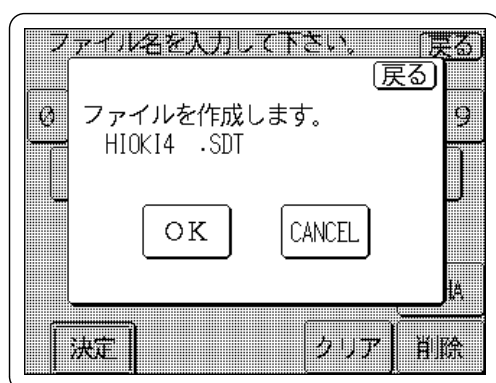 ファイル名を入力して下さい。 戻る
戻る
0 9
ファイルを作成します。
HIOKI4 .SDT
OK CANCEL
決定 クリア 削除